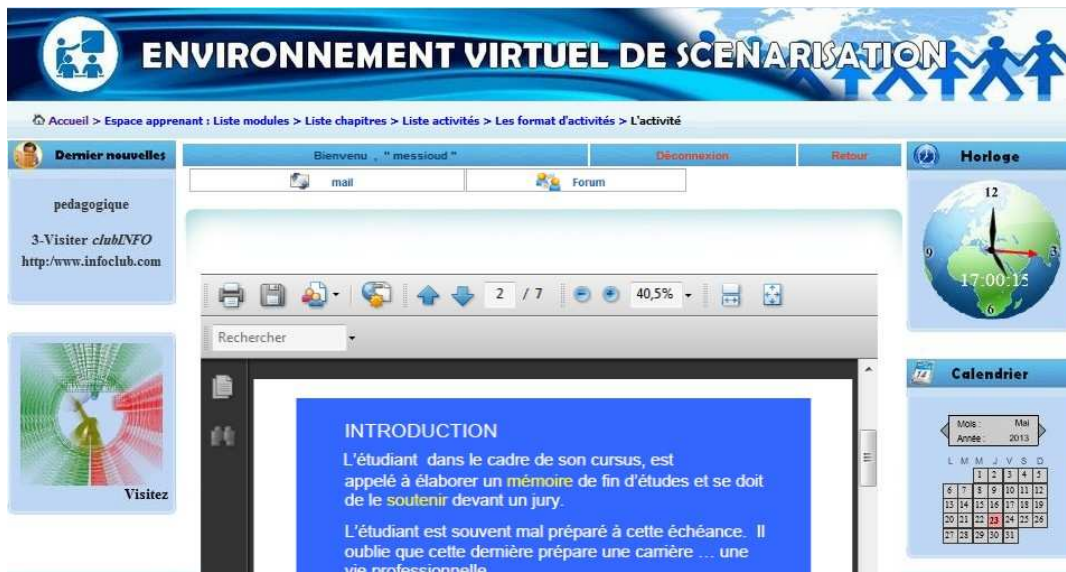 ENVIRONNEMENT VIRTUEL DE SCENARISATION
Accueil > Espace apprenant : Liste modules > Liste chapitres > Liste activités > Les format d'activités > L'activité
Dernier nouvelles
pedagogique
3-Visiter clubINFO
http:/www.infoclub.com
Visitez
Bienvenu , " messioud "
Déconnexion
Retour
mail
Forum
2 / 7
40,5%
Rechercher
INTRODUCTION
L'étudiant dans le cadre de son cursus, est
appelé à élaborer un mémoire de fin d'études et se doit
de le soutenir devant un jury.
L'étudiant est souvent mal préparé à cette échéance. Il
oublie que cette dernière prépare une carrière … une
vie professionnelle
Horloge
12
9
3
17:00:15
6
14
Calendrier
Mois : Mai
Année : 2013
L M M J V S D
1 2 3 4 5
6 7 8 9 10 11 12
13 14 15 16 17 18 19
20 21 22 23 24 25 26
27 28 29 30 31